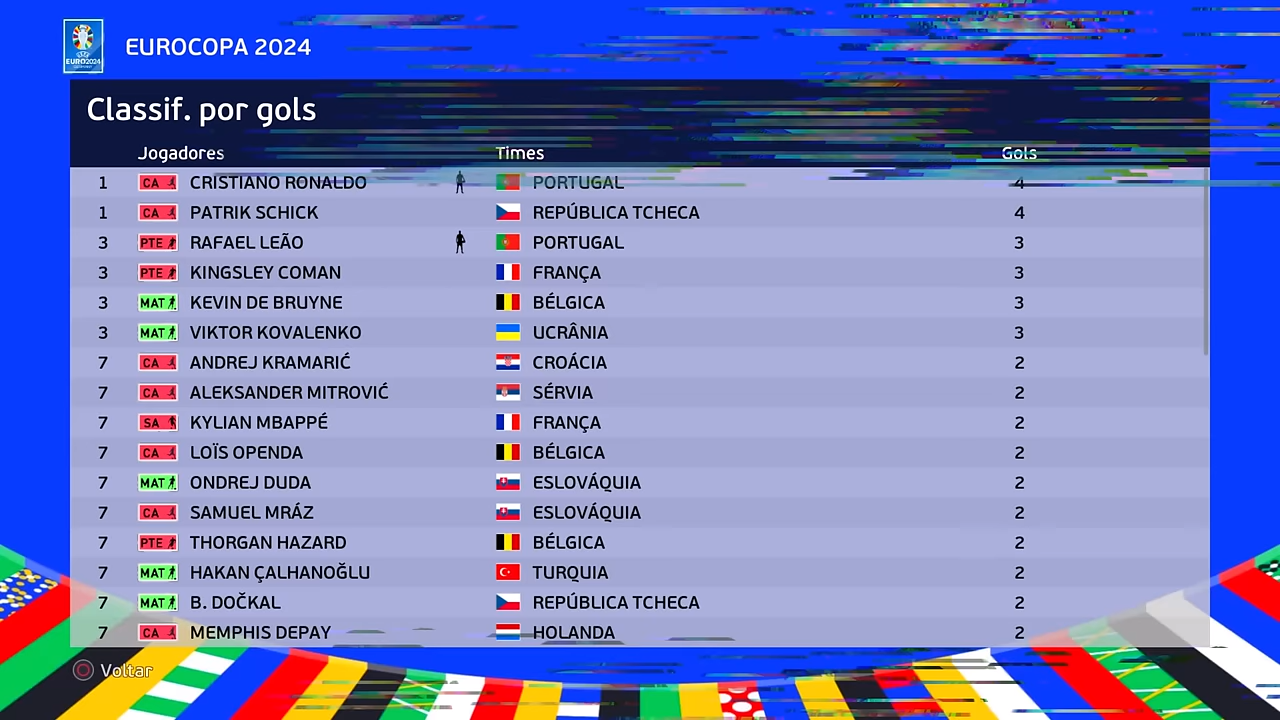 EURO2024
EUROCOPA 2024
Classif. por gols
Jogadores Times Gols
1 CA CRISTIANO RONALDO PORTUGAL 4
1 CA PATRIK SCHICK REPÚBLICA TCHECA 4
3 PTE RAFAEL LEÃO PORTUGAL 3
3 PTE KINGSLEY COMAN FRANÇA 3
3 MAT KEVIN DE BRUYNE BÉLGICA 3
3 MAT VIKTOR KOVALENKO UCRÂNIA 3
7 CA ANDREJ KRAMARIĆ CROÁCIA 2
7 CA ALEKSANDER MITROVIĆ SÉRVIA 2
7 SA KYLIAN MBAPPÉ FRANÇA 2
7 CA LOÏS OPENDA BÉLGICA 2
7 MAT ONDREJ DUDA ESLOVÁQUIA 2
7 CA SAMUEL MRÁZ ESLOVÁQUIA 2
7 PTE THORGAN HAZARD BÉLGICA 2
7 MAT HAKAN ÇALHANOĞLU TURQUIA 2
7 MAT B. DOČKAL REPÚBLICA TCHECA 2
7 CA MEMPHIS DEPAY HOLANDA 2
Voltar